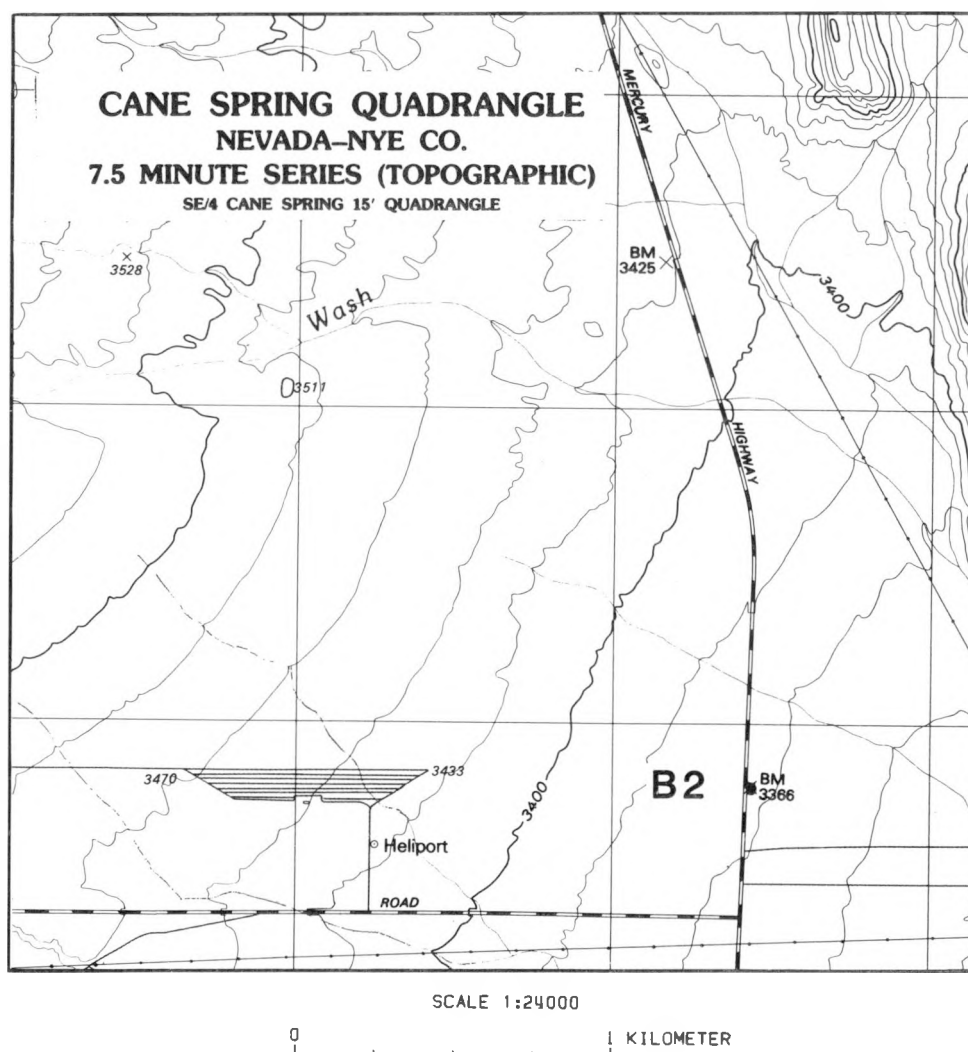 CANE SPRING QUADRANGLE
NEVADA–NYE CO.
7.5 MINUTE SERIES (TOPOGRAPHIC)
SE/4 CANE SPRING 15' QUADRANGLE
MERCURY
3528
BM
3425
3400
Wash
3511
HIGHWAY
3470
3433
3400
B2
BM
3366
Heliport
ROAD
SCALE 1:24000
0
1 KILOMETER